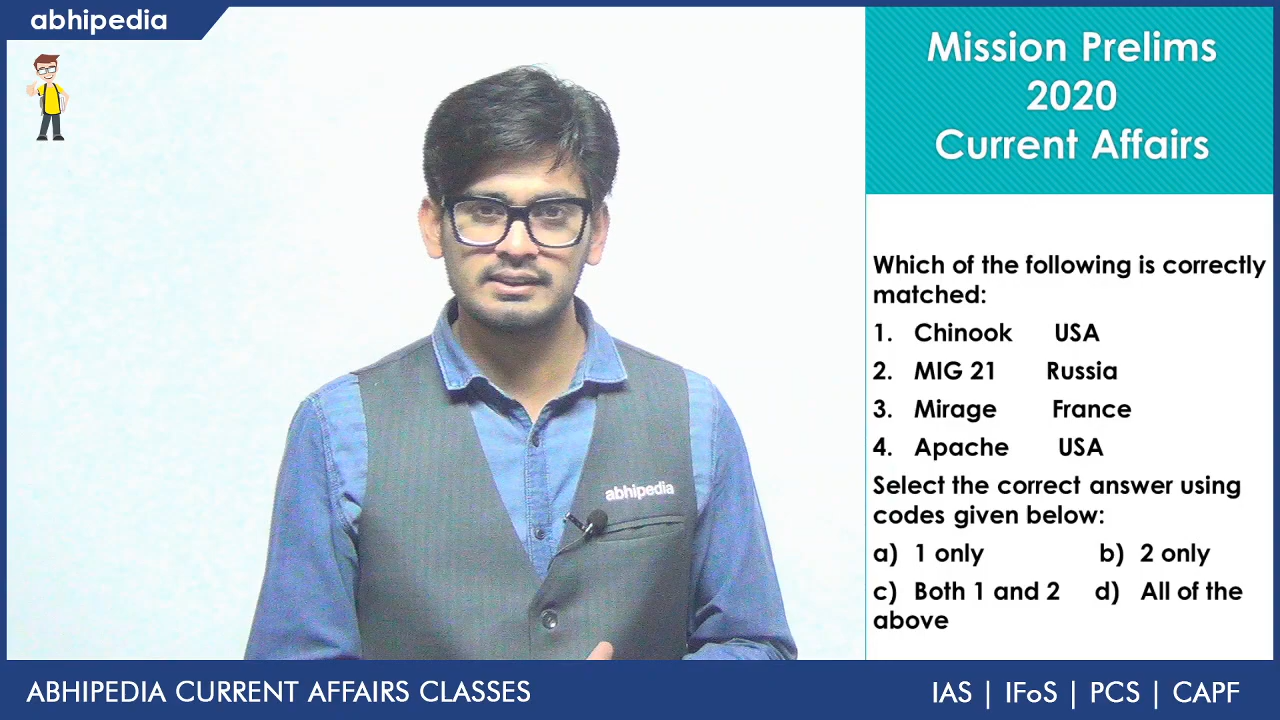 abhipedia
Mission Prelims
2020
Current Affairs
Which of the following is correctly
matched:
1. Chinook USA
2. MIG 21 Russia
3. Mirage France
4. Apache USA
Select the correct answer using
codes given below:
a) 1 only b) 2 only
c) Both 1 and 2 d) All of the
above
abhipedia
ABHIPEDIA CURRENT AFFAIRS CLASSES
IAS | IFoS | PCS | CAPF